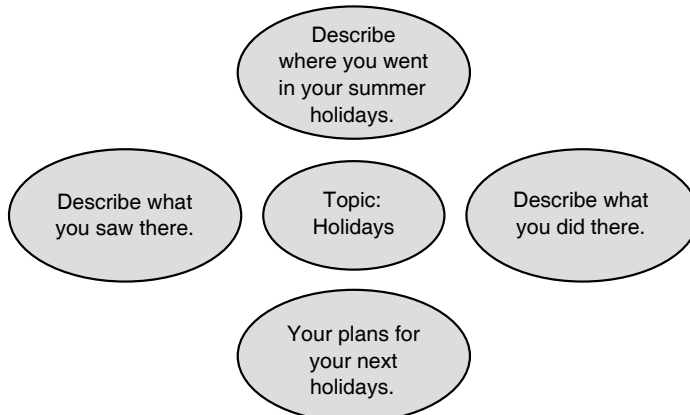 Describe
where you went
in your summer
holidays.
Describe what
you saw there.
Topic:
Holidays
Describe what
you did there.
Your plans for
your next
holidays.